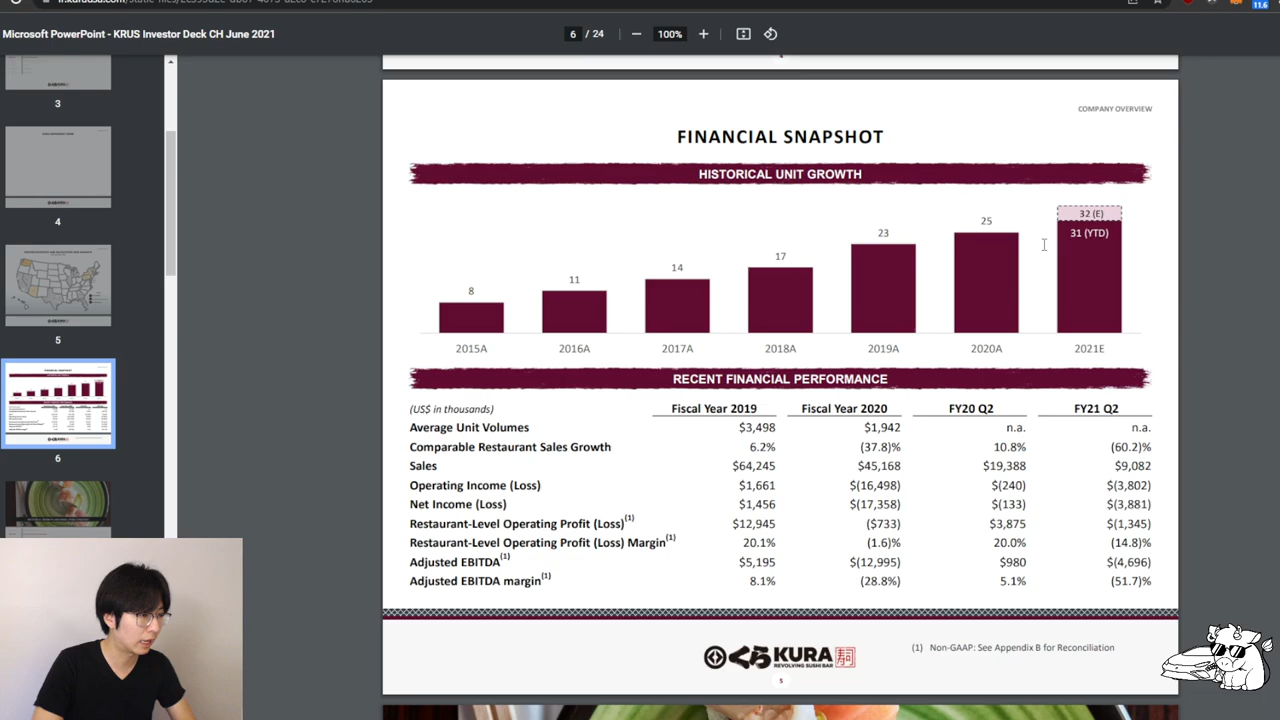 11.6
Microsoft PowerPoint - KRUS Investor Deck CH June 2021
6 / 24
100%
3
4
5
6
COMPANY OVERVIEW
FINANCIAL SNAPSHOT
HISTORICAL UNIT GROWTH
8
11
14
17
23
25
32 (E)
31 (YTD)
2015A
2016A
2017A
2018A
2019A
2020A
2021E
RECENT FINANCIAL PERFORMANCE
(US$ in thousands) Fiscal Year 2019 Fiscal Year 2020 FY20 Q2 FY21 Q2
Average Unit Volumes $3,498 $1,942 n.a. n.a.
Comparable Restaurant Sales Growth 6.2% (37.8)% 10.8% (60.2)%
Sales $64,245 $45,168 $19,388 $9,082
Operating Income (Loss) $1,661 $(16,498) $(240) $(3,802)
Net Income (Loss) $1,456 $(17,358) $(133) $(3,881)
Restaurant-Level Operating Profit (Loss)(1) $12,945 ($733) $3,875 $(1,345)
Restaurant-Level Operating Profit (Loss) Margin(1) 20.1% (1.6)% 20.0% (14.8)%
Adjusted EBITDA(1) $5,195 $(12,995) $980 $(4,696)
Adjusted EBITDA margin(1) 8.1% (28.8)% 5.1% (51.7)%
くら KURA
REVOLVING SUSHI BAR
(1) Non-GAAP: See Appendix B for Reconciliation
5